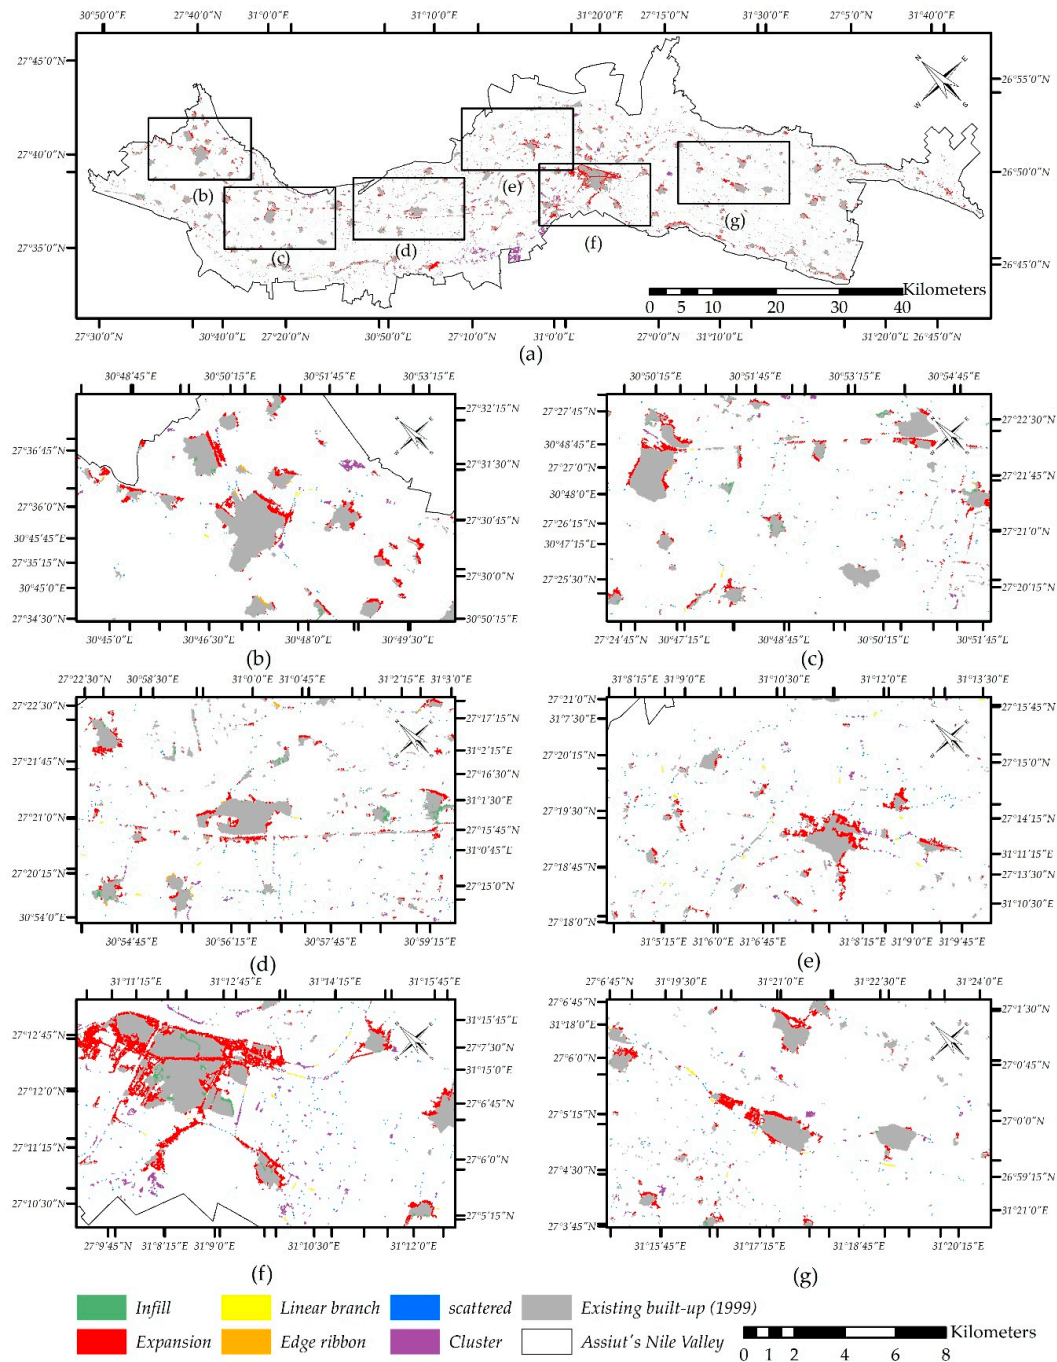 30°50′0″E 27°40′0″N 31°0′0″E 31°10′0″E 31°20′0″E 27°15′0″N 31°30′0″E 27°5′0″N 31°40′0″E
27°45′0″N
26°55′0″N
N E
W S
27°40′0″N
26°50′0″N
(b)
(e)
(g)
(f)
(d)
(c)
27°35′0″N
26°45′0″N
Kilometers
0 5 10 20 30 40
27°30′0″N 30°40′0″E 27°20′0″N 30°50′0″E 27°10′0″N 31°0′0″E 27°0′0″N 31°10′0″E 31°20′0″E 26°45′0″N
(a)
30°48′45″E 30°50′15″E 30°51′45″E 30°53′15″E
27°32′15″N
27°36′45″N
27°31′30″N
27°36′0″N
27°30′45″N
30°45′45″E
27°35′15″N
27°30′0″N
30°45′0″E
27°34′30″N
30°50′15″E
30°45′0″E 30°46′30″E 30°48′0″E 30°49′30″E
(b)
30°50′15″E 30°51′45″E 30°53′15″E 30°54′45″E
27°27′45″N
27°22′30″N
30°48′45″E
27°27′0″N
27°21′45″N
30°48′0″E
27°26′15″N
27°21′0″N
30°47′15″E
27°25′30″N
27°20′15″N
27°24′45″N 30°47′15″E 30°48′45″E 30°50′15″E 30°51′45″E
(c)
27°22′30″N 30°58′30″E 31°0′0″E 31°0′45″E 31°2′15″E 31°3′0″E
27°22′30″N
27°17′15″N
31°2′15″E
27°21′45″N
27°16′30″N
31°1′30″E
27°21′0″N
27°15′45″N
31°0′45″E
27°20′15″N
27°15′0″N
30°54′0″E
30°54′45″E 30°56′15″E 30°57′45″E 30°59′15″E
(d)
31°8′15″E 31°9′0″E 31°10′30″E 31°12′0″E 31°13′30″E
27°21′0″N
27°15′45″N
31°7′30″E
27°20′15″N
27°15′0″N
27°19′30″N
27°14′15″N
31°11′15″E
27°18′45″N
27°13′30″N
31°10′30″E
27°18′0″N
31°5′15″E 31°6′0″E 31°6′45″E 31°8′15″E 31°9′0″E 31°9′45″E
(e)
31°11′15″E 31°12′45″E 31°14′15″E 31°15′45″E
31°15′45″E
27°12′45″N
27°7′30″N
31°15′0″E
27°12′0″N
27°6′45″N
27°11′15″N
27°6′0″N
27°10′30″N
27°5′15″N
27°9′45″N 31°8′15″E 31°9′0″E 31°10′30″E 31°12′0″E
(f)
27°6′45″N 31°19′30″E 31°21′0″E 31°22′30″E 31°24′0″E
27°6′45″N
27°1′30″N
31°18′0″E
27°6′0″N
27°0′45″N
27°5′15″N
27°0′0″N
27°4′30″N
26°59′15″N
31°21′0″E
27°3′45″N
31°15′45″E 31°17′15″E 31°18′45″E 31°20′15″E
(g)
Infill Linear branch scattered Existing built-up (1999)
Expansion Edge ribbon Cluster Assiut's Nile Valley
Kilometers
0 1 2 4 6 8